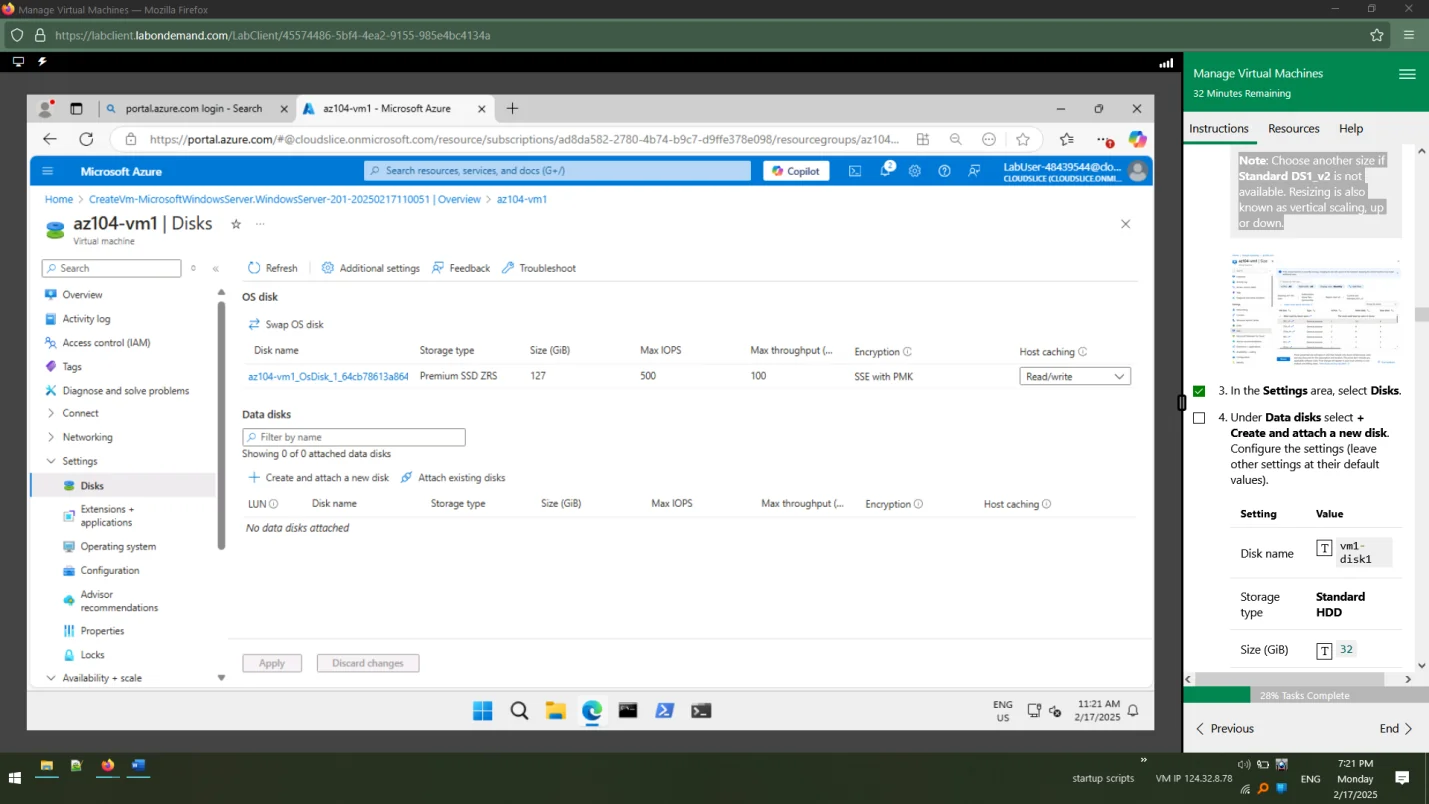 Manage Virtual Machines — Mozilla Firefox
https://labclient.labondemand.com/LabClient/45574486-5bf4-4ea2-9155-985e4bc4134a
portal.azure.com login - Search
az104-vm1 - Microsoft Azure
https://portal.azure.com/#@cloudslice.onmicrosoft.com/resource/subscriptions/ad8da582-2780-4b74-b9c7-d9ffe378e098/resourcegroups/az104...
Microsoft Azure
Search resources, services, and docs (G+/)
Copilot
2
LabUser-48439544@clo...
CLOUDSLICE (CLOUDSLICE.ONMI...
Home > CreateVm-MicrosoftWindowsServer.WindowsServer-201-20250217110051 | Overview > az104-vm1
az104-vm1 | Disks
Virtual machine
Search
Overview
Activity log
Access control (IAM)
Tags
Diagnose and solve problems
Connect
Networking
Settings
Disks
Extensions +
applications
Operating system
Configuration
Advisor
recommendations
Properties
Locks
Availability + scale
Refresh
Additional settings
Feedback
Troubleshoot
OS disk
Swap OS disk
Disk name Storage type Size (GiB) Max IOPS Max throughput (... Encryption Host caching
az104-vm1_OsDisk_1_64cb78613a864 Premium SSD ZRS 127 500 100 SSE with PMK Read/write
Data disks
Filter by name
Showing 0 of 0 attached data disks
Create and attach a new disk
Attach existing disks
LUN Disk name Storage type Size (GiB) Max IOPS Max throughput (... Encryption Host caching
No data disks attached
Apply
Discard changes
ENG
US
11:21 AM
2/17/2025
Manage Virtual Machines
32 Minutes Remaining
Instructions Resources Help
Note: Choose another size if
Standard DS1_v2 is not
available. Resizing is also
known as vertical scaling, up
or down.
3. In the Settings area, select Disks.
4. Under Data disks select +
Create and attach a new disk.
Configure the settings (leave
other settings at their default
values).
Setting Value
Disk name T vm1-
disk1
Storage
type
Standard
HDD
Size (GiB) T 32
28% Tasks Complete
Previous
End
startup scripts
VM IP 124.32.8.78
ENG
7:21 PM
Monday
2/17/2025